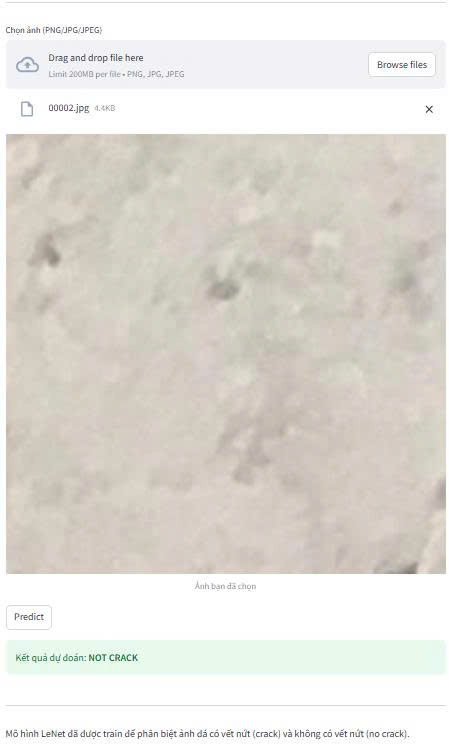 Chọn ảnh (PNG/JPG/JPEG)
Drag and drop file here
Limit 200MB per file • PNG, JPG, JPEG
Browse files
00002.jpg 4.4KB
Ảnh bạn đã chọn
Predict
Kết quả dự đoán: NOT CRACK
Mô hình LeNet đã được train để phân biệt ảnh đá có vết nứt (crack) và không có vết nứt (no crack).